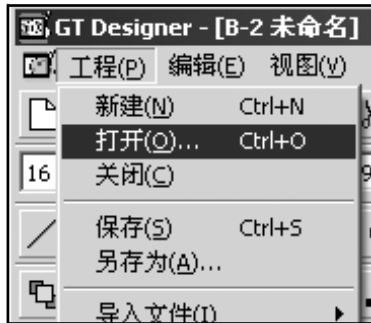 GT Designer - [B-2 未命名]
工程(P) 编辑(E) 视图(V)
新建(N) Ctrl+N
打开(O)... Ctrl+O
16
关闭(C)
保存(S) Ctrl+S
另存为(A)...
导入文件(I)